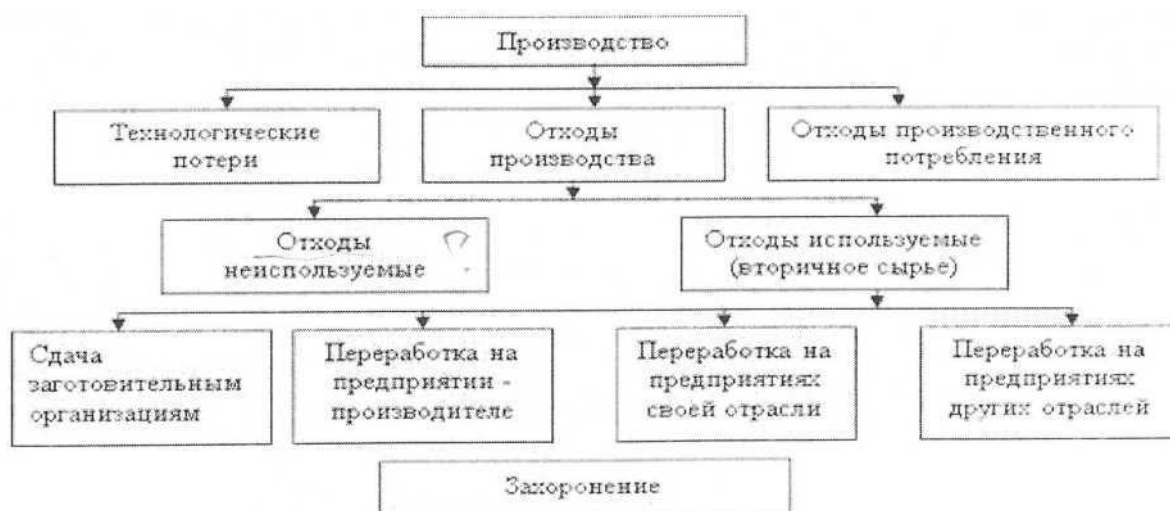 Производство
Технологические
потери
Отходы
производства
Отходы производственного
потребления
Отходы
неиспользуемые
Отходы используемые
(вторичное сырье)
Сдача
заготовительным
организациям
Переработка на
предприятии -
производителе
Переработка на
предприятиях
своей отрасли
Переработка на
предприятиях
других отраслей
Захоронение